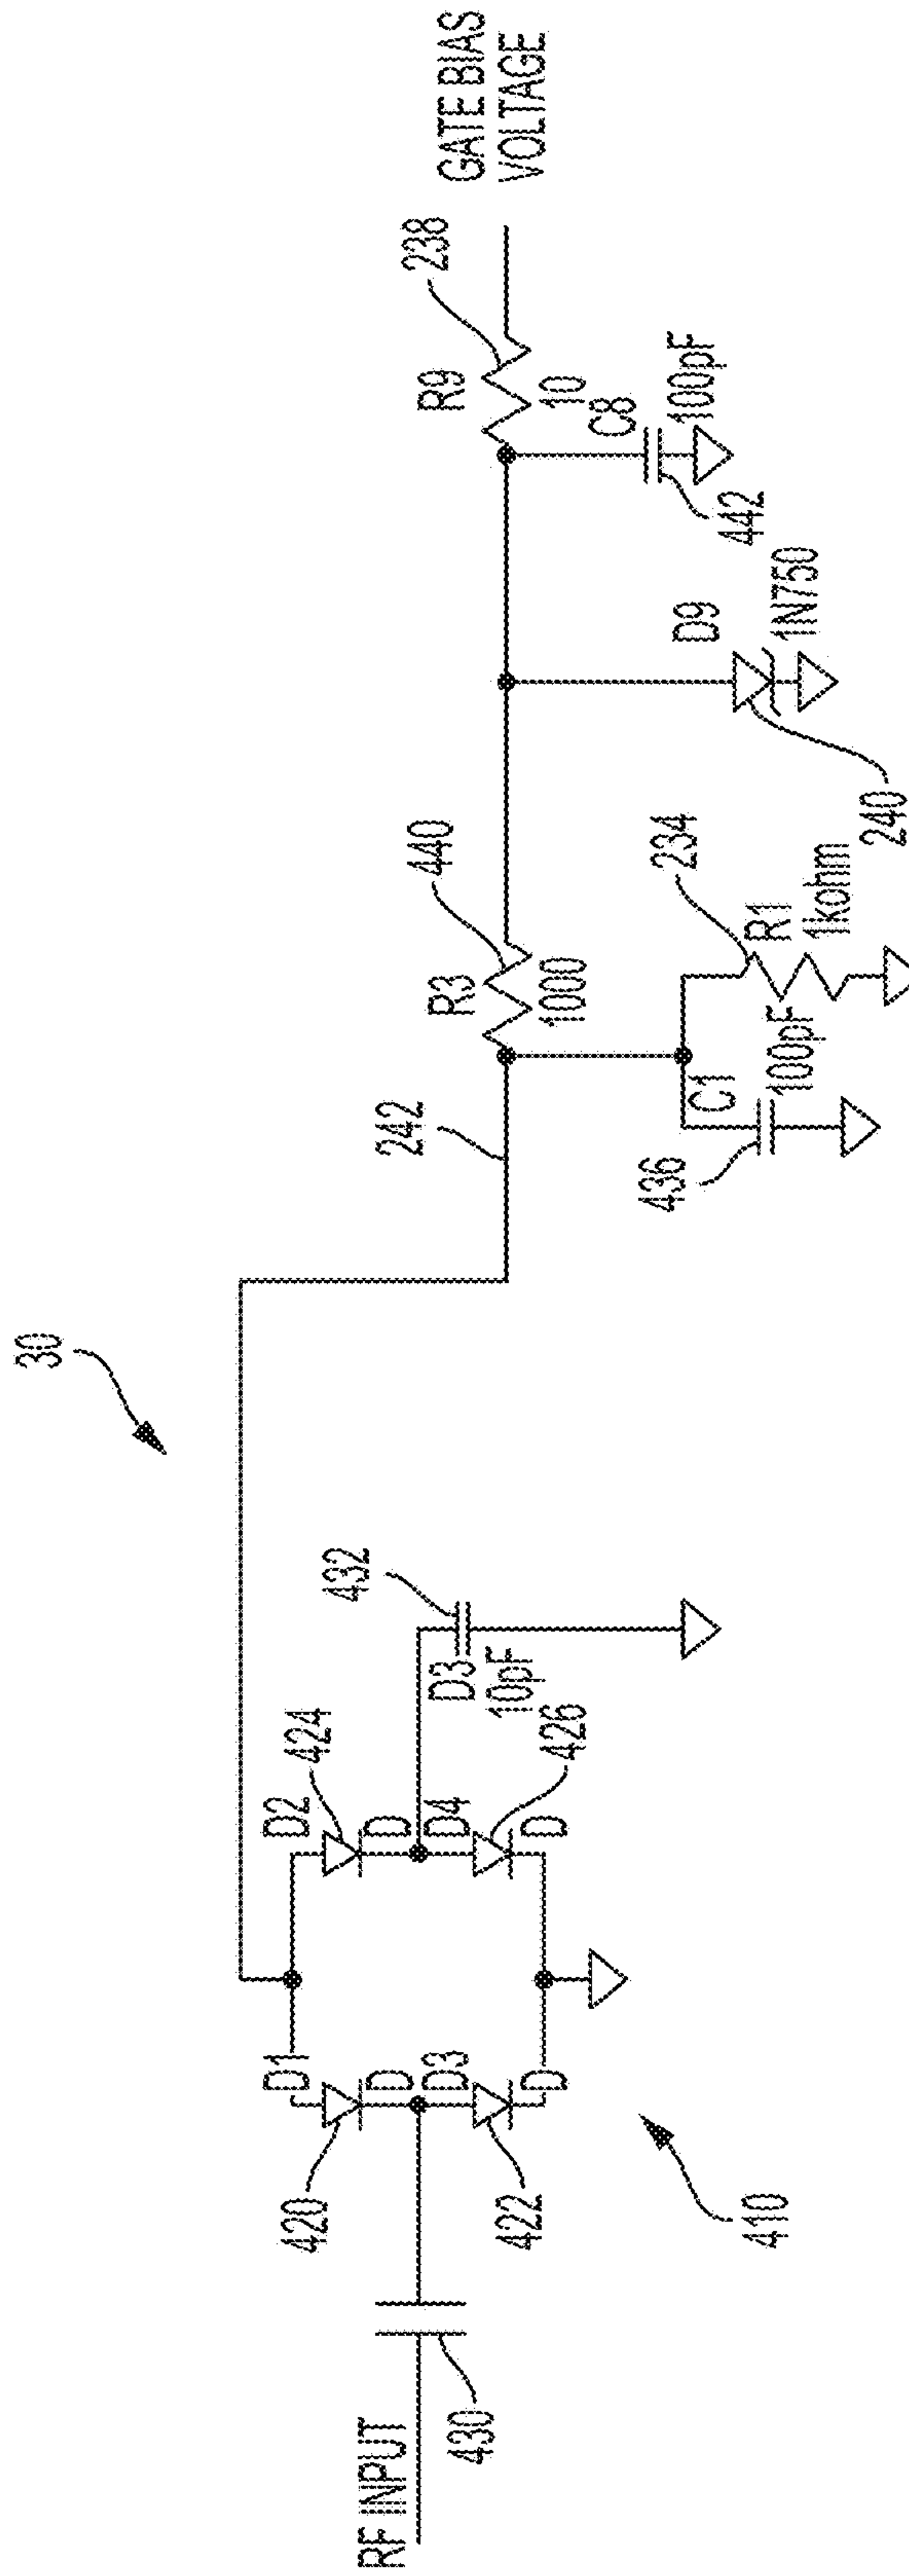 30
RF INPUT
430
D1
420
D
D3
422
D
410
D2
424
D
D4
426
D
432
D3
10pF
242
R3
440
1000
436
C1
100pF
234
R1
1kohm
D9
1N750
240
R9
238
10
C8
100pF
442
GATE BIAS
VOLTAGE